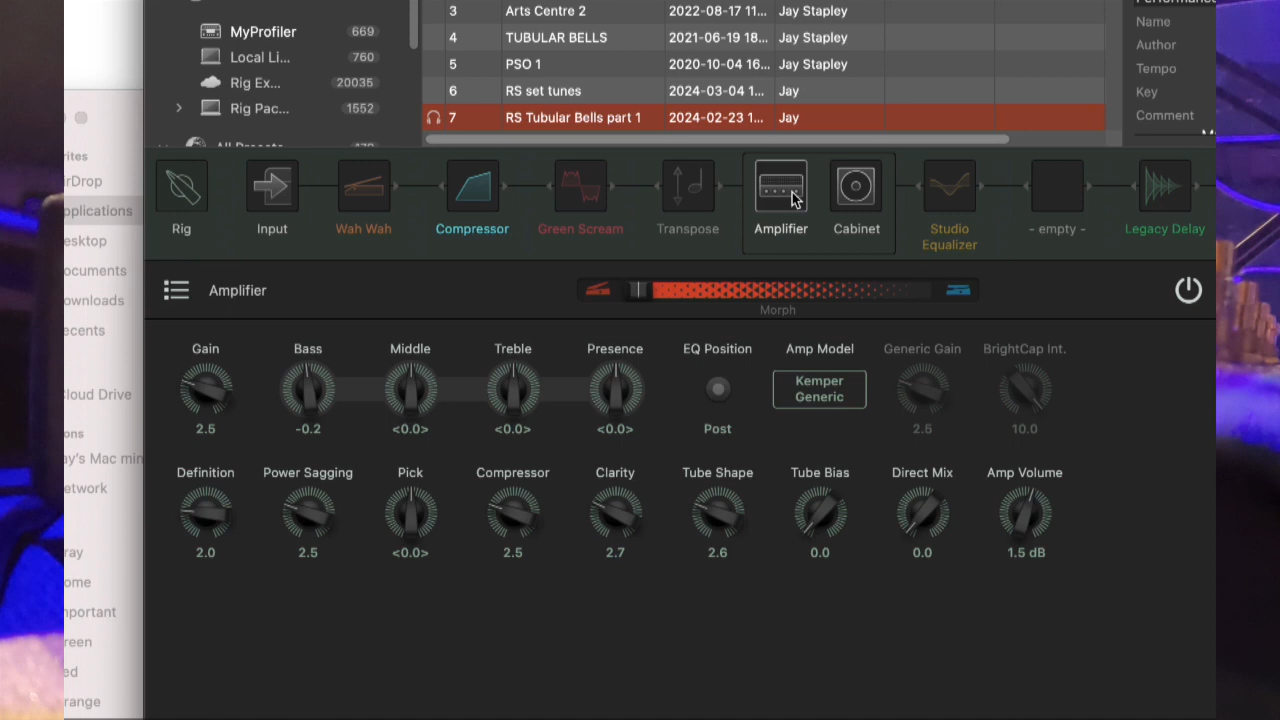 3 Arts Centre 2 2022-08-17 11... Jay Stapley
MyProfiler 669
4 TUBULAR BELLS 2021-06-19 18... Jay Stapley
Local Li... 760
5 PSO 1 2020-10-04 16... Jay Stapley
Rig Ex... 20035
6 RS set tunes 2024-03-04 1... Jay
Rig Pac... 1552
7 RS Tubular Bells part 1 2024-02-23 1... Jay
Name
Author
Tempo
Key
Comment
Rig Input Wah Wah Compressor Green Scream Transpose Amplifier Cabinet Studio Equalizer - empty - Legacy Delay
Amplifier
Morph
Gain Bass Middle Treble Presence EQ Position Amp Model Generic Gain BrightCap Int.
Kemper
Generic
2.5 -0.2 <0.0> <0.0> <0.0> Post 2.5 10.0
Definition Power Sagging Pick Compressor Clarity Tube Shape Tube Bias Direct Mix Amp Volume
2.0 2.5 <0.0> 2.5 2.7 2.6 0.0 0.0 1.5 dB
rites
irDrop
pplications
esktop
ocuments
ownloads
ecents
loud Drive
ons
ay's Mac min
etwork
ray
ome
nportant
reen
ed
range